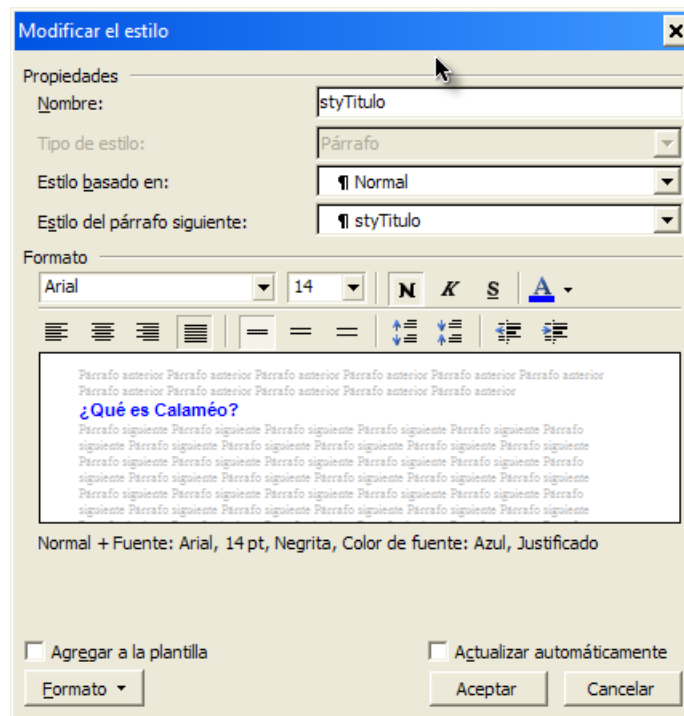 Modificar el estilo
Propiedades
Nombre: styTitulo
Tipo de estilo: Párrafo
Estilo basado en: ¶ Normal
Estilo del párrafo siguiente: ¶ styTitulo
Formato
Arial 14 N K S A
Párrafo anterior Párrafo anterior Párrafo anterior Párrafo anterior Párrafo anterior Párrafo anterior
Párrafo anterior Párrafo anterior Párrafo anterior Párrafo anterior Párrafo anterior
¿Qué es Calaméo?
Párrafo siguiente Párrafo siguiente Párrafo siguiente Párrafo siguiente Párrafo siguiente Párrafo
siguiente Párrafo siguiente Párrafo siguiente Párrafo siguiente Párrafo siguiente Párrafo siguiente
Párrafo siguiente Párrafo siguiente Párrafo siguiente Párrafo siguiente Párrafo siguiente Párrafo
siguiente Párrafo siguiente Párrafo siguiente Párrafo siguiente Párrafo siguiente Párrafo siguiente
Párrafo siguiente Párrafo siguiente Párrafo siguiente Párrafo siguiente Párrafo siguiente Párrafo
siguiente Párrafo siguiente Párrafo siguiente Párrafo siguiente Párrafo siguiente Párrafo siguiente
Normal + Fuente: Arial, 14 pt, Negrita, Color de fuente: Azul, Justificado
Agregar a la plantilla Actualizar automáticamente
Formato Aceptar Cancelar